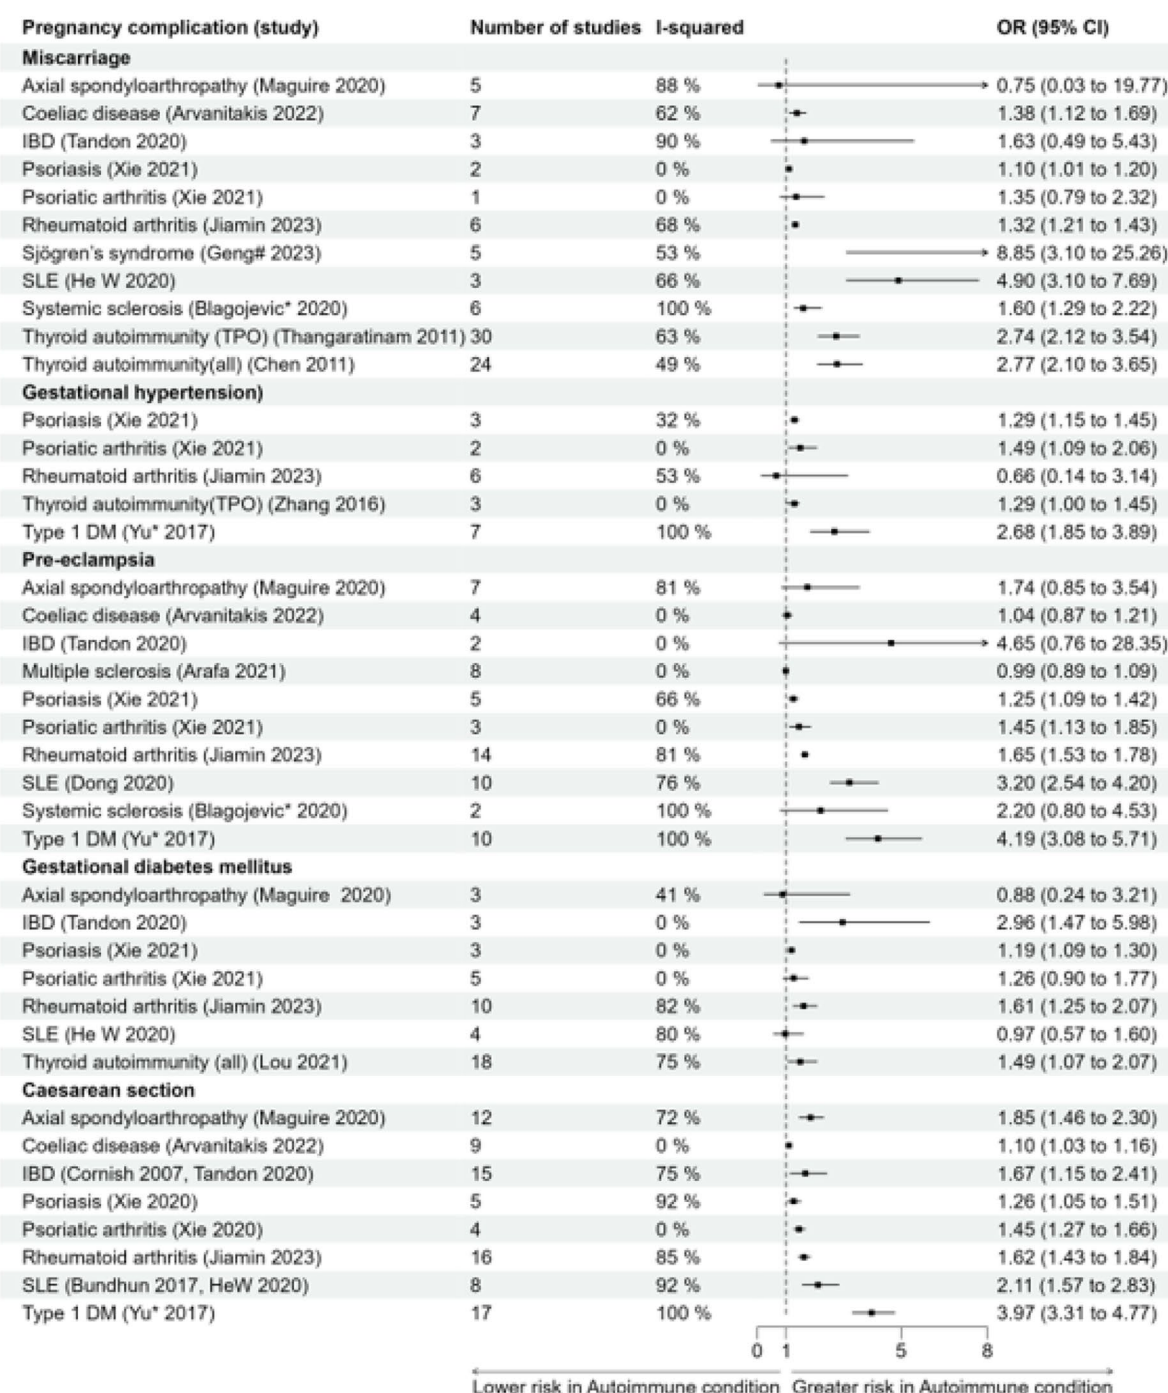 Pregnancy complication (study) Number of studies I-squared OR (95% CI)
Miscarriage
Axial spondyloarthropathy (Maguire 2020) 5 88 % 0.75 (0.03 to 19.77)
Coeliac disease (Arvanitakis 2022) 7 62 % 1.38 (1.12 to 1.69)
IBD (Tandon 2020) 3 90 % 1.63 (0.49 to 5.43)
Psoriasis (Xie 2021) 2 0 % 1.10 (1.01 to 1.20)
Psoriatic arthritis (Xie 2021) 1 0 % 1.35 (0.79 to 2.32)
Rheumatoid arthritis (Jiamin 2023) 6 68 % 1.32 (1.21 to 1.43)
Sjögren's syndrome (Geng# 2023) 5 53 % 8.85 (3.10 to 25.26)
SLE (He W 2020) 3 66 % 4.90 (3.10 to 7.69)
Systemic sclerosis (Blagojevic* 2020) 6 100 % 1.60 (1.29 to 2.22)
Thyroid autoimmunity (TPO) (Thangaratinam 2011) 30 63 % 2.74 (2.12 to 3.54)
Thyroid autoimmunity(all) (Chen 2011) 24 49 % 2.77 (2.10 to 3.65)
Gestational hypertension)
Psoriasis (Xie 2021) 3 32 % 1.29 (1.15 to 1.45)
Psoriatic arthritis (Xie 2021) 2 0 % 1.49 (1.09 to 2.06)
Rheumatoid arthritis (Jiamin 2023) 6 53 % 0.66 (0.14 to 3.14)
Thyroid autoimmunity(TPO) (Zhang 2016) 3 0 % 1.29 (1.00 to 1.45)
Type 1 DM (Yu* 2017) 7 100 % 2.68 (1.85 to 3.89)
Pre-eclampsia
Axial spondyloarthropathy (Maguire 2020) 7 81 % 1.74 (0.85 to 3.54)
Coeliac disease (Arvanitakis 2022) 4 0 % 1.04 (0.87 to 1.21)
IBD (Tandon 2020) 2 0 % 4.65 (0.76 to 28.35)
Multiple sclerosis (Arafa 2021) 8 0 % 0.99 (0.89 to 1.09)
Psoriasis (Xie 2021) 5 66 % 1.25 (1.09 to 1.42)
Psoriatic arthritis (Xie 2021) 3 0 % 1.45 (1.13 to 1.85)
Rheumatoid arthritis (Jiamin 2023) 14 81 % 1.65 (1.53 to 1.78)
SLE (Dong 2020) 10 76 % 3.20 (2.54 to 4.20)
Systemic sclerosis (Blagojevic* 2020) 2 100 % 2.20 (0.80 to 4.53)
Type 1 DM (Yu* 2017) 10 100 % 4.19 (3.08 to 5.71)
Gestational diabetes mellitus
Axial spondyloarthropathy (Maguire 2020) 3 41 % 0.88 (0.24 to 3.21)
IBD (Tandon 2020) 3 0 % 2.96 (1.47 to 5.98)
Psoriasis (Xie 2021) 3 0 % 1.19 (1.09 to 1.30)
Psoriatic arthritis (Xie 2021) 5 0 % 1.26 (0.90 to 1.77)
Rheumatoid arthritis (Jiamin 2023) 10 82 % 1.61 (1.25 to 2.07)
SLE (He W 2020) 4 80 % 0.97 (0.57 to 1.60)
Thyroid autoimmunity (all) (Lou 2021) 18 75 % 1.49 (1.07 to 2.07)
Caesarean section
Axial spondyloarthropathy (Maguire 2020) 12 72 % 1.85 (1.46 to 2.30)
Coeliac disease (Arvanitakis 2022) 9 0 % 1.10 (1.03 to 1.16)
IBD (Cornish 2007, Tandon 2020) 15 75 % 1.67 (1.15 to 2.41)
Psoriasis (Xie 2020) 5 92 % 1.26 (1.05 to 1.51)
Psoriatic arthritis (Xie 2020) 4 0 % 1.45 (1.27 to 1.66)
Rheumatoid arthritis (Jiamin 2023) 16 85 % 1.62 (1.43 to 1.84)
SLE (Bundhun 2017, HeW 2020) 8 92 % 2.11 (1.57 to 2.83)
Type 1 DM (Yu* 2017) 17 100 % 3.97 (3.31 to 4.77)
0 1 5 8
Lower risk in Autoimmune condition Greater risk in Autoimmune condition